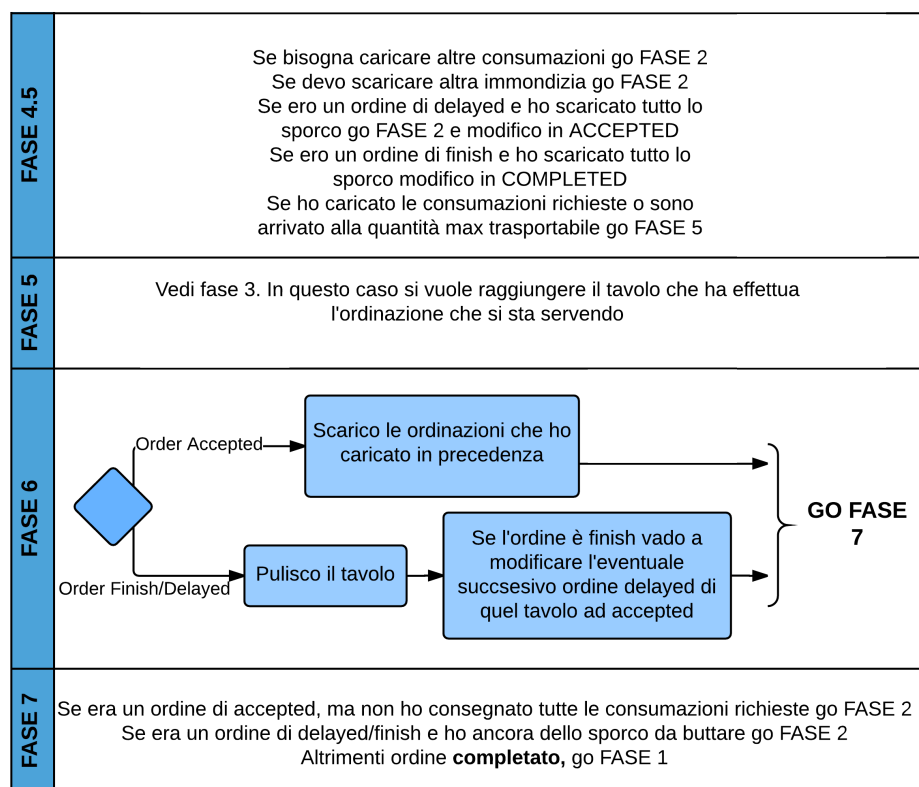 FASE 4.5
Se bisogna caricare altre consumazioni go FASE 2
Se devo scaricare altra immondizia go FASE 2
Se ero un ordine di delayed e ho scaricato tutto lo
sporco go FASE 2 e modifico in ACCEPTED
Se ero un ordine di finish e ho scaricato tutto lo
sporco modifico in COMPLETED
Se ho caricato le consumazioni richieste o sono
arrivato alla quantità max trasportabile go FASE 5
FASE 5
Vedi fase 3. In questo caso si vuole raggiungere il tavolo che ha effettua
l'ordinazione che si sta servendo
FASE 6
Order Accepted
Scarico le ordinazioni che ho
caricato in precedenza
Order Finish/Delayed
Pulisco il tavolo
Se l'ordine è finish vado a
modificare l'eventuale
succsesivo ordine delayed di
quel tavolo ad accepted
GO FASE
7
FASE 7
Se era un ordine di accepted, ma non ho consegnato tutte le consumazioni richieste go FASE 2
Se era un ordine di delayed/finish e ho ancora dello sporco da buttare go FASE 2
Altrimenti ordine completato, go FASE 1